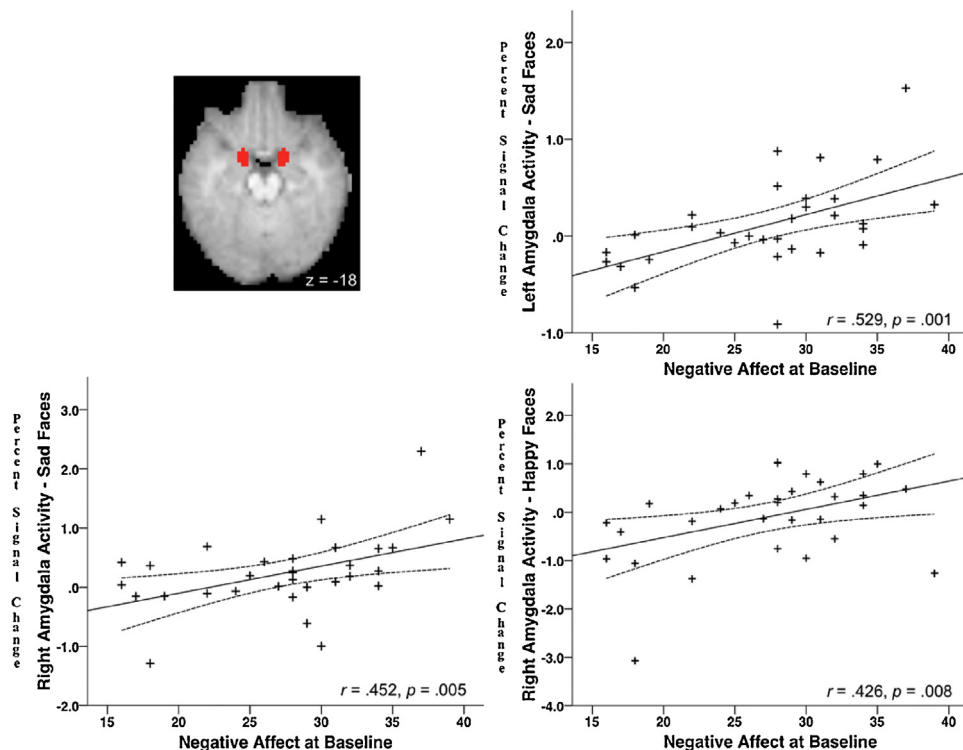 z = -18
Percent Signal Change
Left Amygdala Activity - Sad Faces
2.0
1.0
.0
-1.0
r = .529, p = .001
15 20 25 30 35 40
Negative Affect at Baseline
Percent Signal Change
Right Amygdala Activity - Sad Faces
3.0
2.0
1.0
.0
-1.0
-2.0
r = .452, p = .005
15 20 25 30 35 40
Negative Affect at Baseline
Percent Signal Change
Right Amygdala Activity - Happy Faces
2.0
1.0
.0
-1.0
-2.0
-3.0
-4.0
r = .426, p = .008
15 20 25 30 35 40
Negative Affect at Baseline